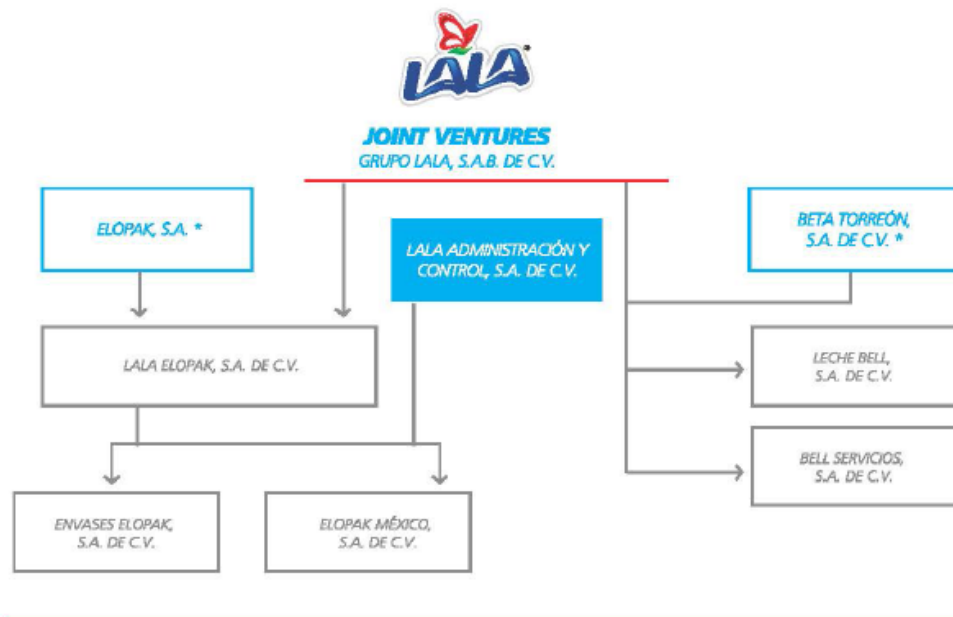 LALA
JOINT VENTURES
GRUPO LALA, S.A.B. DE C.V.
ELOPAK, S.A. *
LALA ADMINISTRACIÓN Y
CONTROL, S.A. DE C.V.
BETA TORREÓN,
S.A. DE C.V. *
LALA ELOPAK, S.A. DE C.V.
LECHE BELL,
S.A. DE C.V.
BELL SERVICIOS,
S.A. DE C.V.
ENVASES ELOPAK,
S.A. DE C.V.
ELOPAK MÉXICO,
S.A. DE C.V.